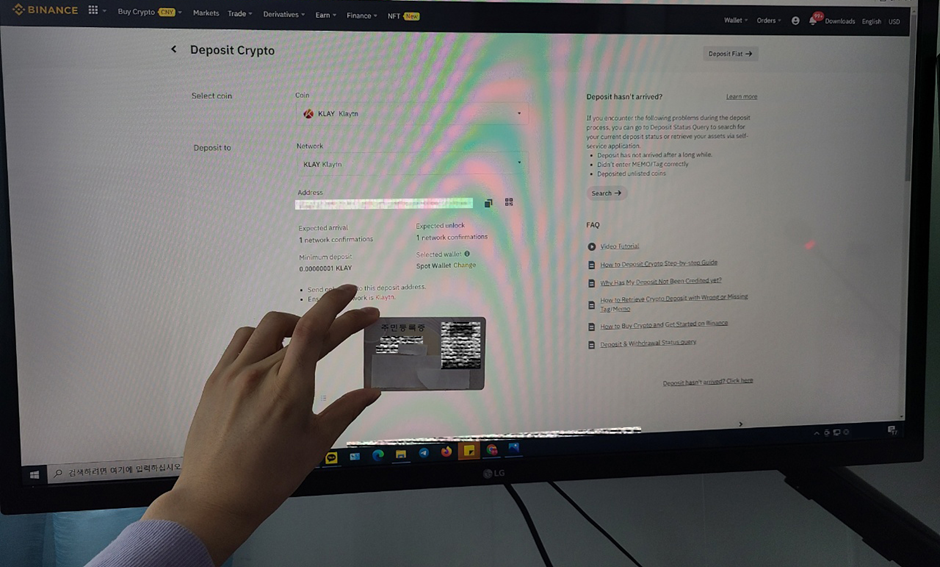 BINANCE
Buy Crypto CNY Markets Trade Derivatives Earn Finance NFT New
Wallet Orders 99+ Downloads English USD
Deposit Crypto
Deposit Fiat →
Select coin
Coin
KLAY Klaytn
Deposit to
Network
KLAY Klaytn
Address
Expected arrival
1 network confirmations
Expected unlock
1 network confirmations
Minimum deposit
0.00000001 KLAY
Selected wallet
Spot Wallet Change
• Send only to this deposit address.
• Ens work is Klaytn.
Deposit hasn't arrived?
Learn more
If you encounter the following problems during the deposit
process, you can go to Deposit Status Query to search for
your current deposit status or retrieve your assets via self-
service application.
• Deposit has not arrived after a long while.
• Didn't enter MEMO/Tag correctly
• Deposited unlisted coins
Search →
FAQ
Video Tutorial
How to Deposit Crypto Step-by-step Guide
Why Has My Deposit Not Been Credited yet?
How to Retrieve Crypto Deposit with Wrong or Missing
Tag/Memo
How to Buy Crypto and Get Started on Binance
Deposit & Withdrawal Status query
Deposit hasn't arrived? Click here
주민등록증
검색하려면 여기에 입력하십시오
LG